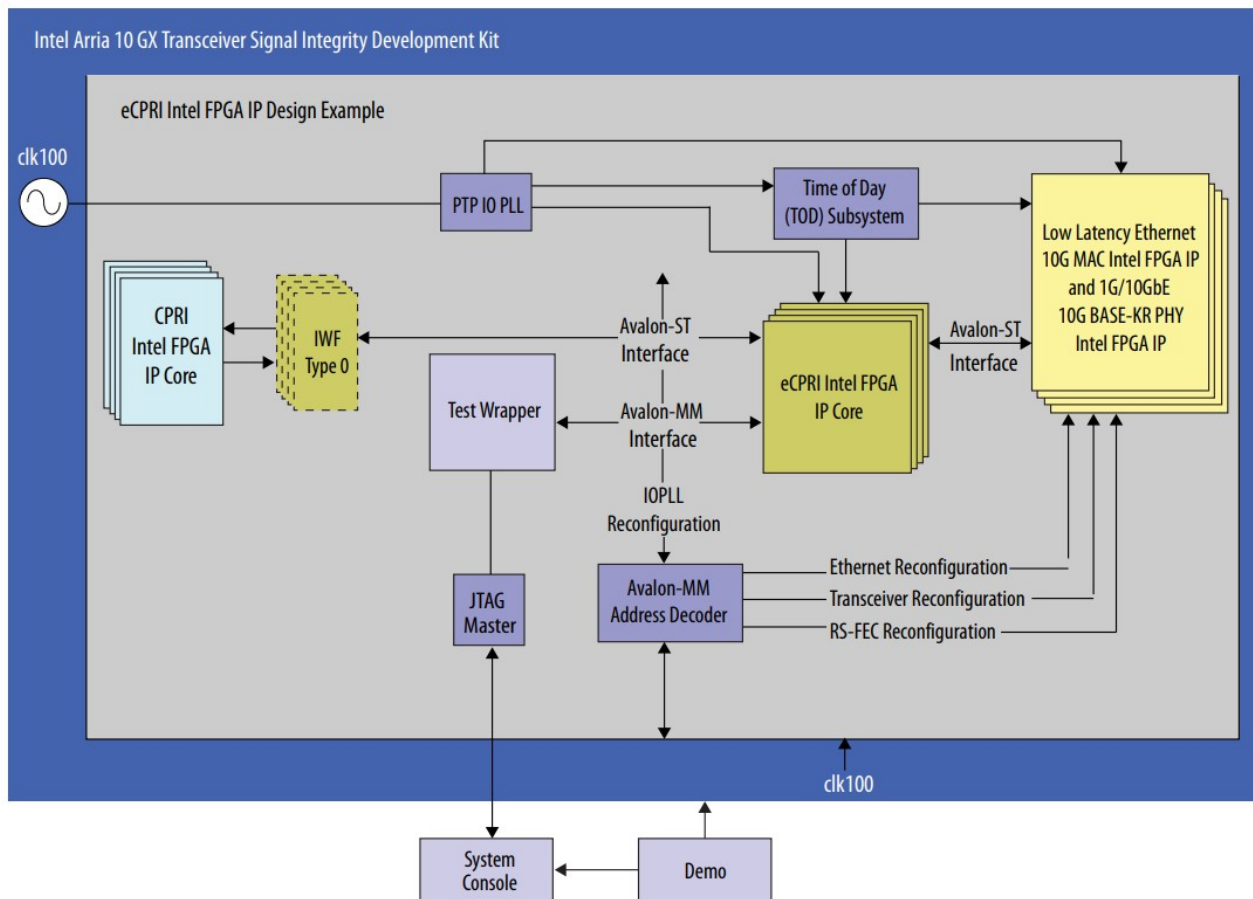 Intel Arria 10 GX Transceiver Signal Integrity Development Kit
eCPRI Intel FPGA IP Design Example
clk100
PTP IO PLL
Time of Day
(TOD) Subsystem
Low Latency Ethernet
10G MAC Intel FPGA IP
and 1G/10GbE
10G BASE-KR PHY
Intel FPGA IP
CPRI
Intel FPGA
IP Core
IWF
Type 0
Avalon-ST
Interface
Test Wrapper
Avalon-MM
Interface
eCPRI Intel FPGA
IP Core
Avalon-ST
Interface
IOPLL
Reconfiguration
JTAG
Master
Avalon-MM
Address Decoder
Ethernet Reconfiguration
Transceiver Reconfiguration
RS-FEC Reconfiguration
clk100
System
Console
Demo